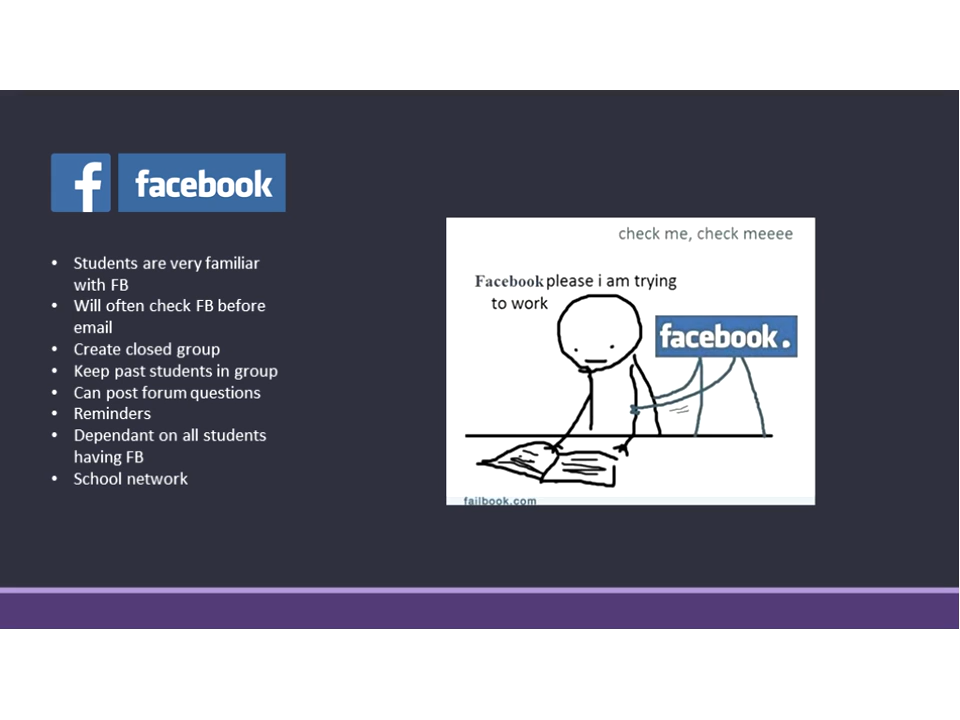 f facebook
• Students are very familiar
with FB
• Will often check FB before
email
• Create closed group
• Keep past students in group
• Can post forum questions
• Reminders
• Dependant on all students
having FB
• School network
check me, check meeee
Facebook please i am trying
to work
facebook.
failbook.com